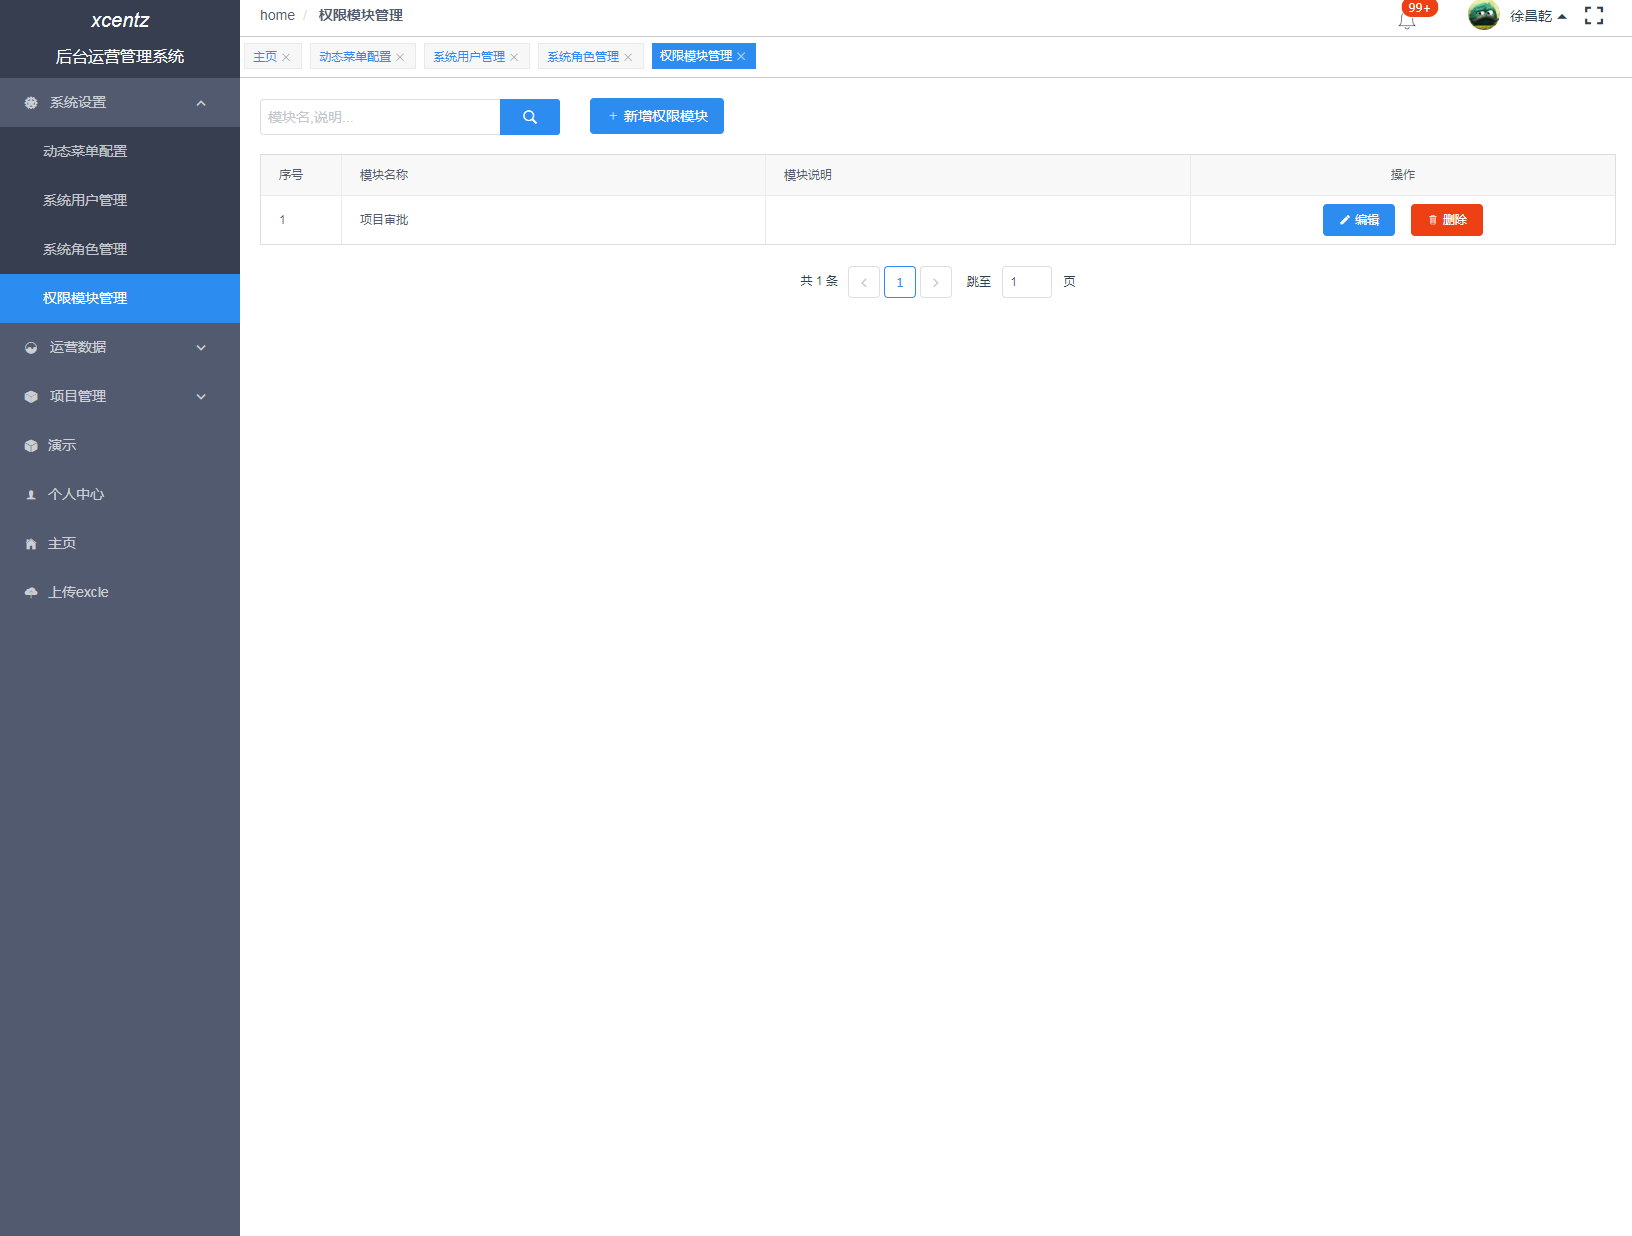 xcentz
后台运营管理系统
系统设置
动态菜单配置
系统用户管理
系统角色管理
权限模块管理
运营数据
项目管理
演示
个人中心
主页
上传excle
home / 权限模块管理
99+
徐昌乾
主页 动态菜单配置 系统用户管理 系统角色管理 权限模块管理
模块名,说明...
+ 新增权限模块
序号 模块名称 模块说明 操作
1 项目审批 编辑 删除
共 1 条 1 跳至 1 页